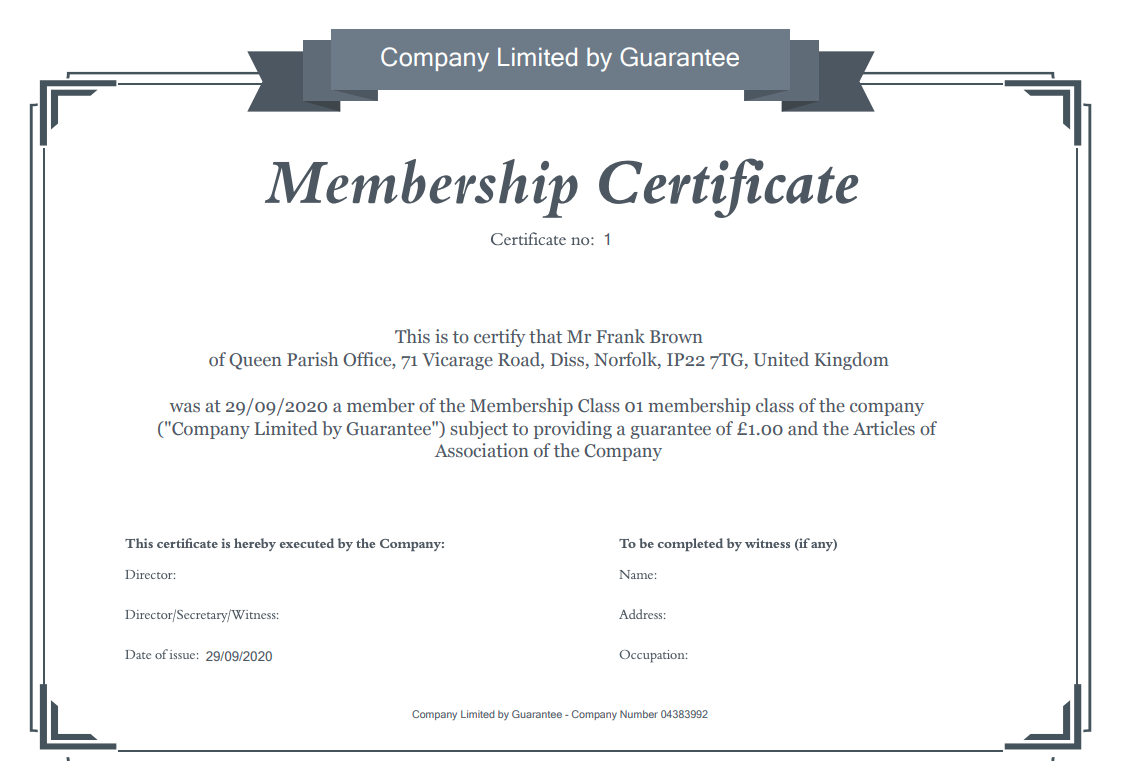 Company Limited by Guarantee
Membership Certificate
Certificate no: 1
This is to certify that Mr Frank Brown
of Queen Parish Office, 71 Vicarage Road, Diss, Norfolk, IP22 7TG, United Kingdom
was at 29/09/2020 a member of the Membership Class 01 membership class of the company
("Company Limited by Guarantee") subject to providing a guarantee of £1.00 and the Articles of
Association of the Company
This certificate is hereby executed by the Company:
Director:
Director/Secretary/Witness:
Date of issue: 29/09/2020
To be completed by witness (if any)
Name:
Address:
Occupation:
Company Limited by Guarantee - Company Number 04383992